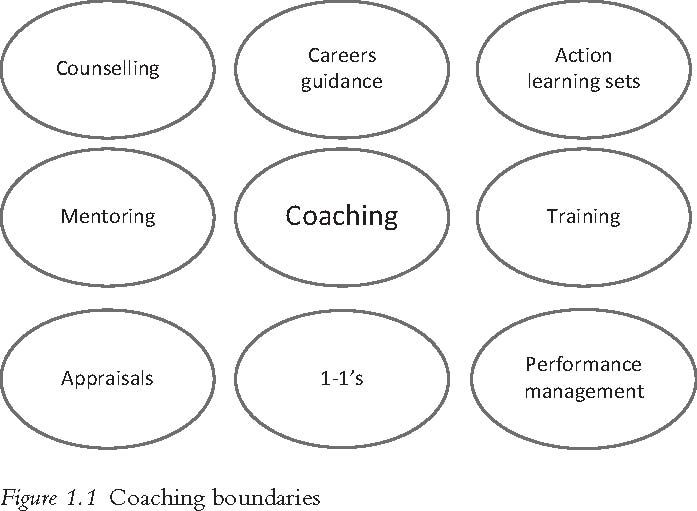 Counselling
Careers
guidance
Action
learning sets
Mentoring
Coaching
Training
Appraisals
1-1’s
Performance
management
Figure 1.1 Coaching boundaries